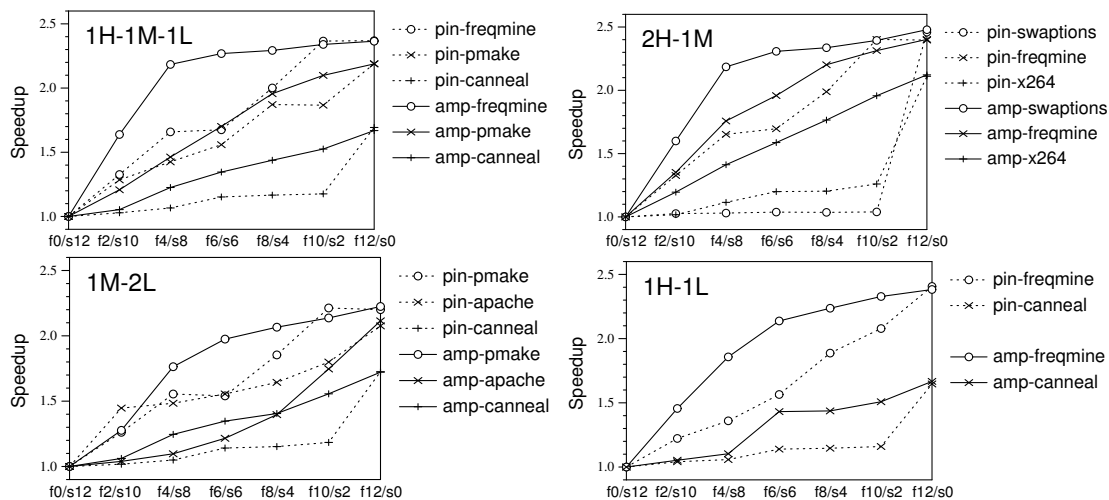 1H-1M-1L
2.5
2.0
1.5
1.0
Speedup
f0/s12 f2/s10 f4/s8 f6/s6 f8/s4 f10/s2 f12/s0
pin-freqmine
pin-pmake
pin-canneal
amp-freqmine
amp-pmake
amp-canneal
2H-1M
2.5
2.0
1.5
1.0
Speedup
f0/s12 f2/s10 f4/s8 f6/s6 f8/s4 f10/s2 f12/s0
pin-swaptions
pin-freqmine
pin-x264
amp-swaptions
amp-freqmine
amp-x264
1M-2L
2.5
2.0
1.5
1.0
Speedup
f0/s12 f2/s10 f4/s8 f6/s6 f8/s4 f10/s2 f12/s0
pin-pmake
pin-apache
pin-canneal
amp-pmake
amp-apache
amp-canneal
1H-1L
2.5
2.0
1.5
1.0
Speedup
f0/s12 f2/s10 f4/s8 f6/s6 f8/s4 f10/s2 f12/s0
pin-freqmine
pin-canneal
amp-freqmine
amp-canneal